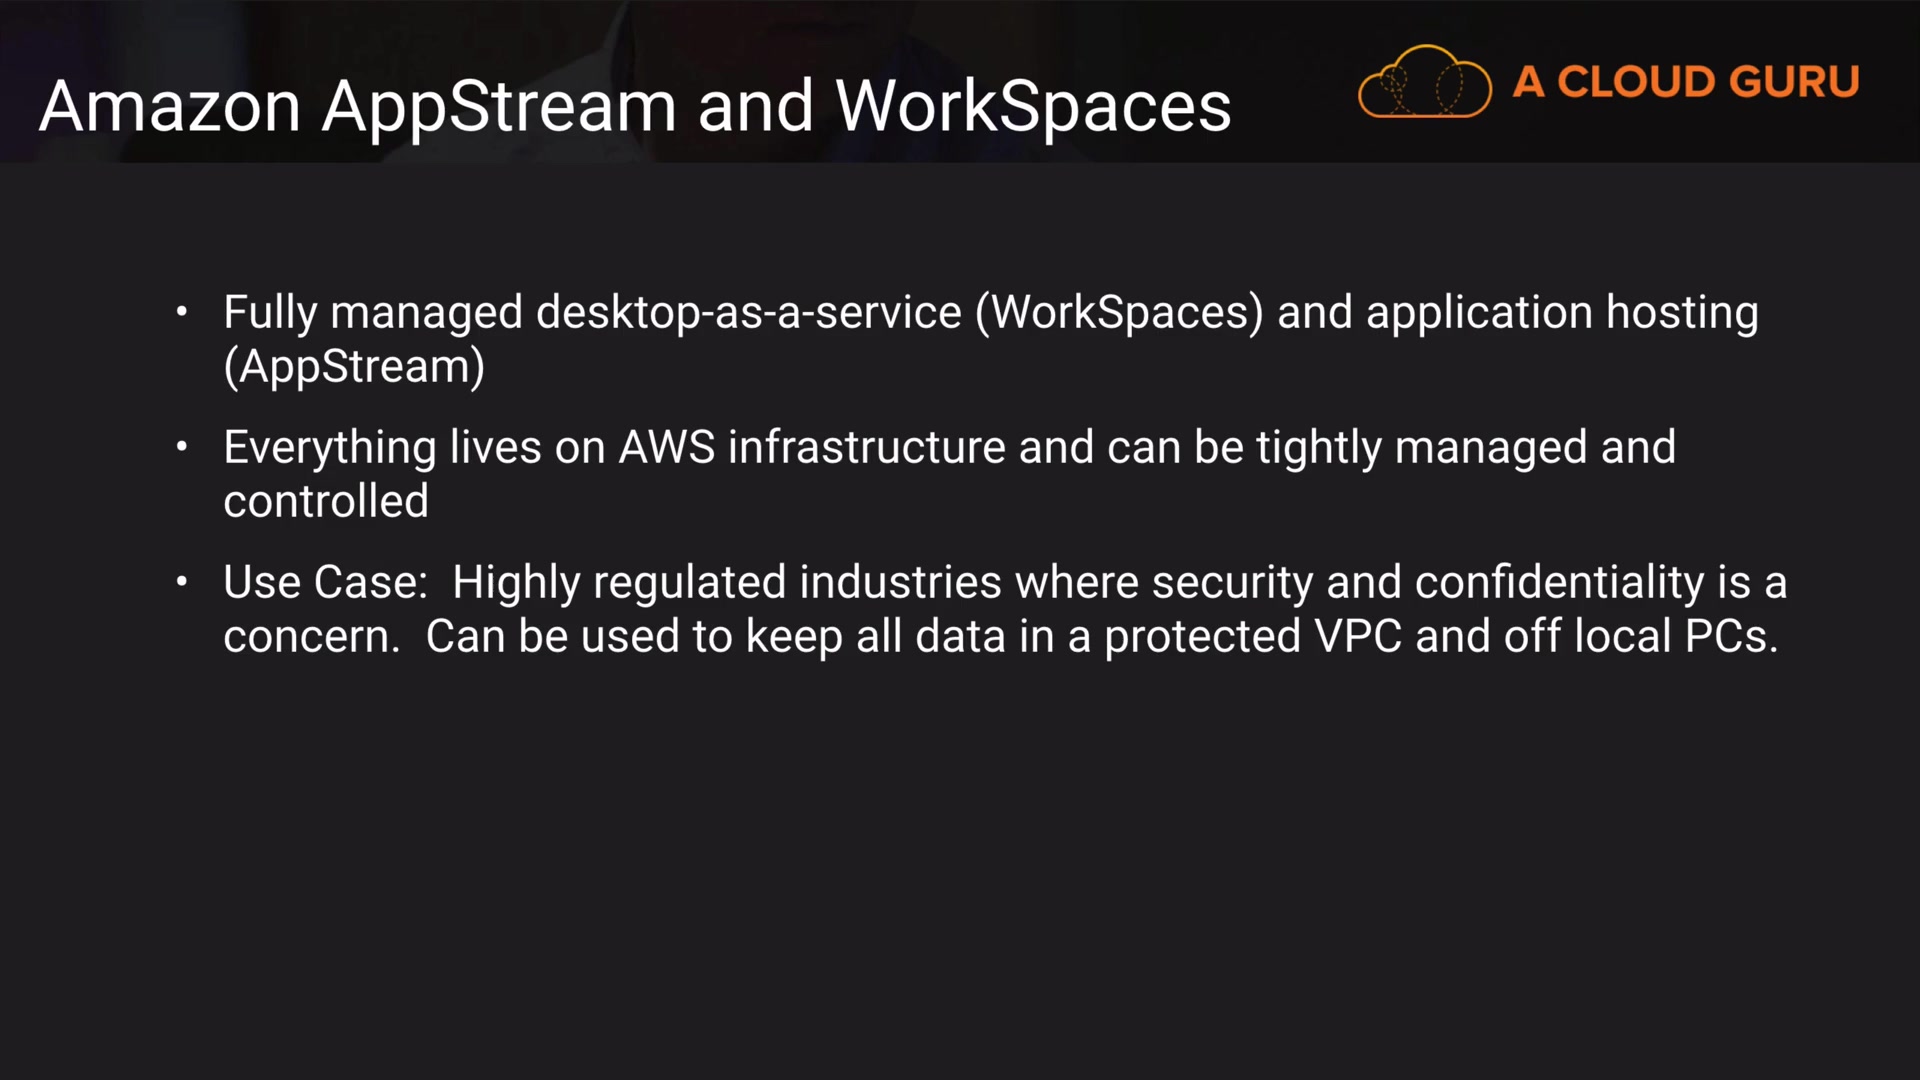 Amazon AppStream and WorkSpaces
A CLOUD GURU
• Fully managed desktop-as-a-service (WorkSpaces) and application hosting
(AppStream)
• Everything lives on AWS infrastructure and can be tightly managed and
controlled
• Use Case:  Highly regulated industries where security and confidentiality is a
concern.  Can be used to keep all data in a protected VPC and off local PCs.